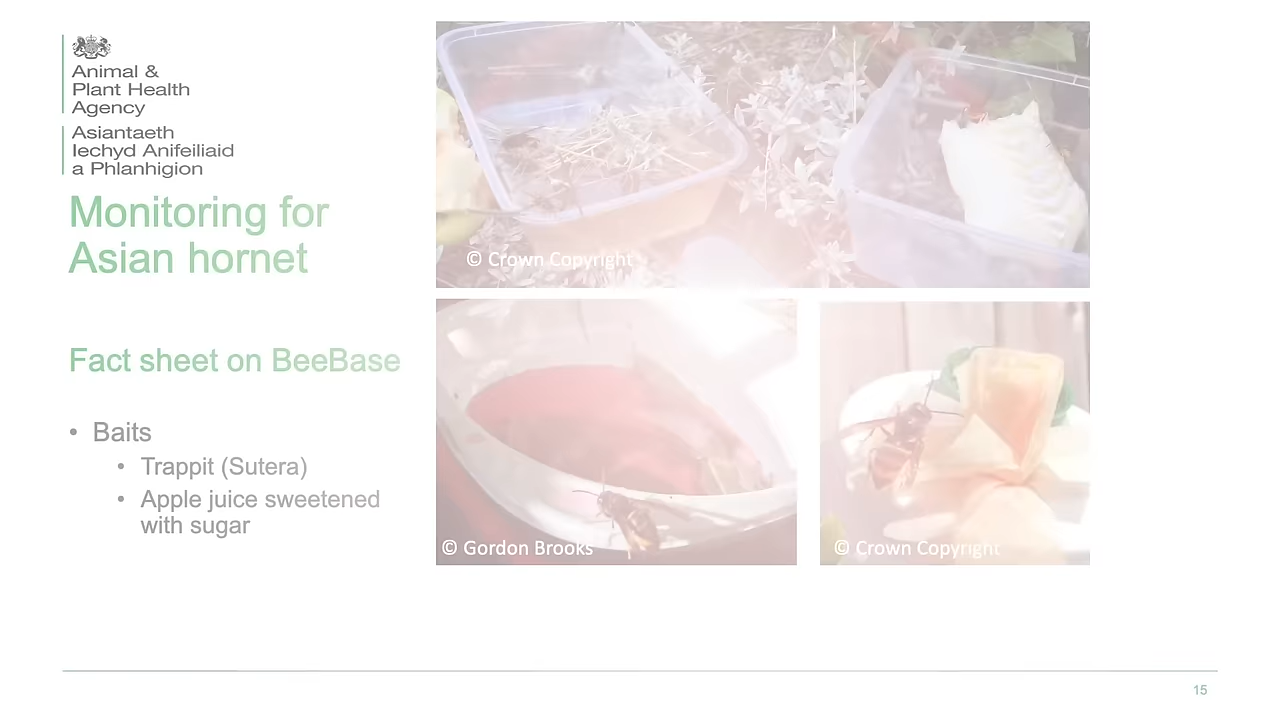 Animal &
Plant Health
Agency
Asiantaeth
Iechyd Anifeiliaid
a Phlanhigion
Monitoring for
Asian hornet
Fact sheet on BeeBase
• Baits
• Trappit (Sutera)
• Apple juice sweetened
with sugar
© Crown Copyright
© Gordon Brooks
© Crown Copyright
15